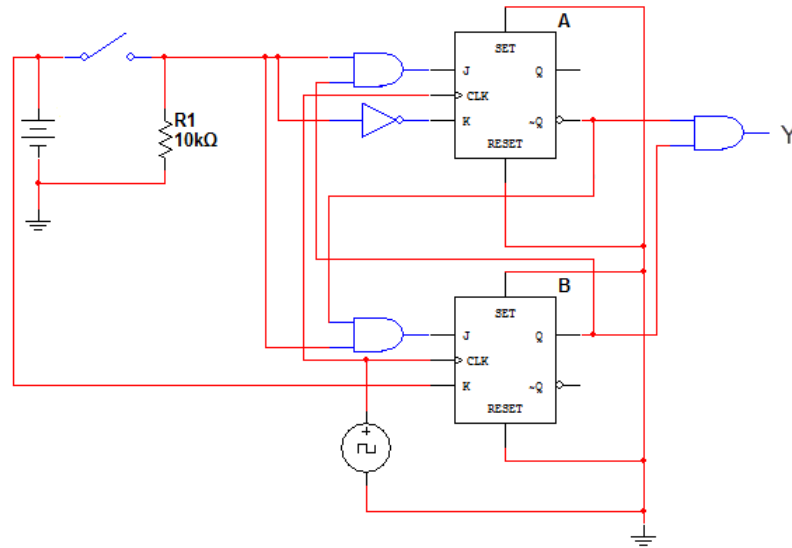 A
SET
J
Q
CLK
K
~Q
RESET
R1
10kΩ
Y
B
SET
J
Q
CLK
K
~Q
RESET
+